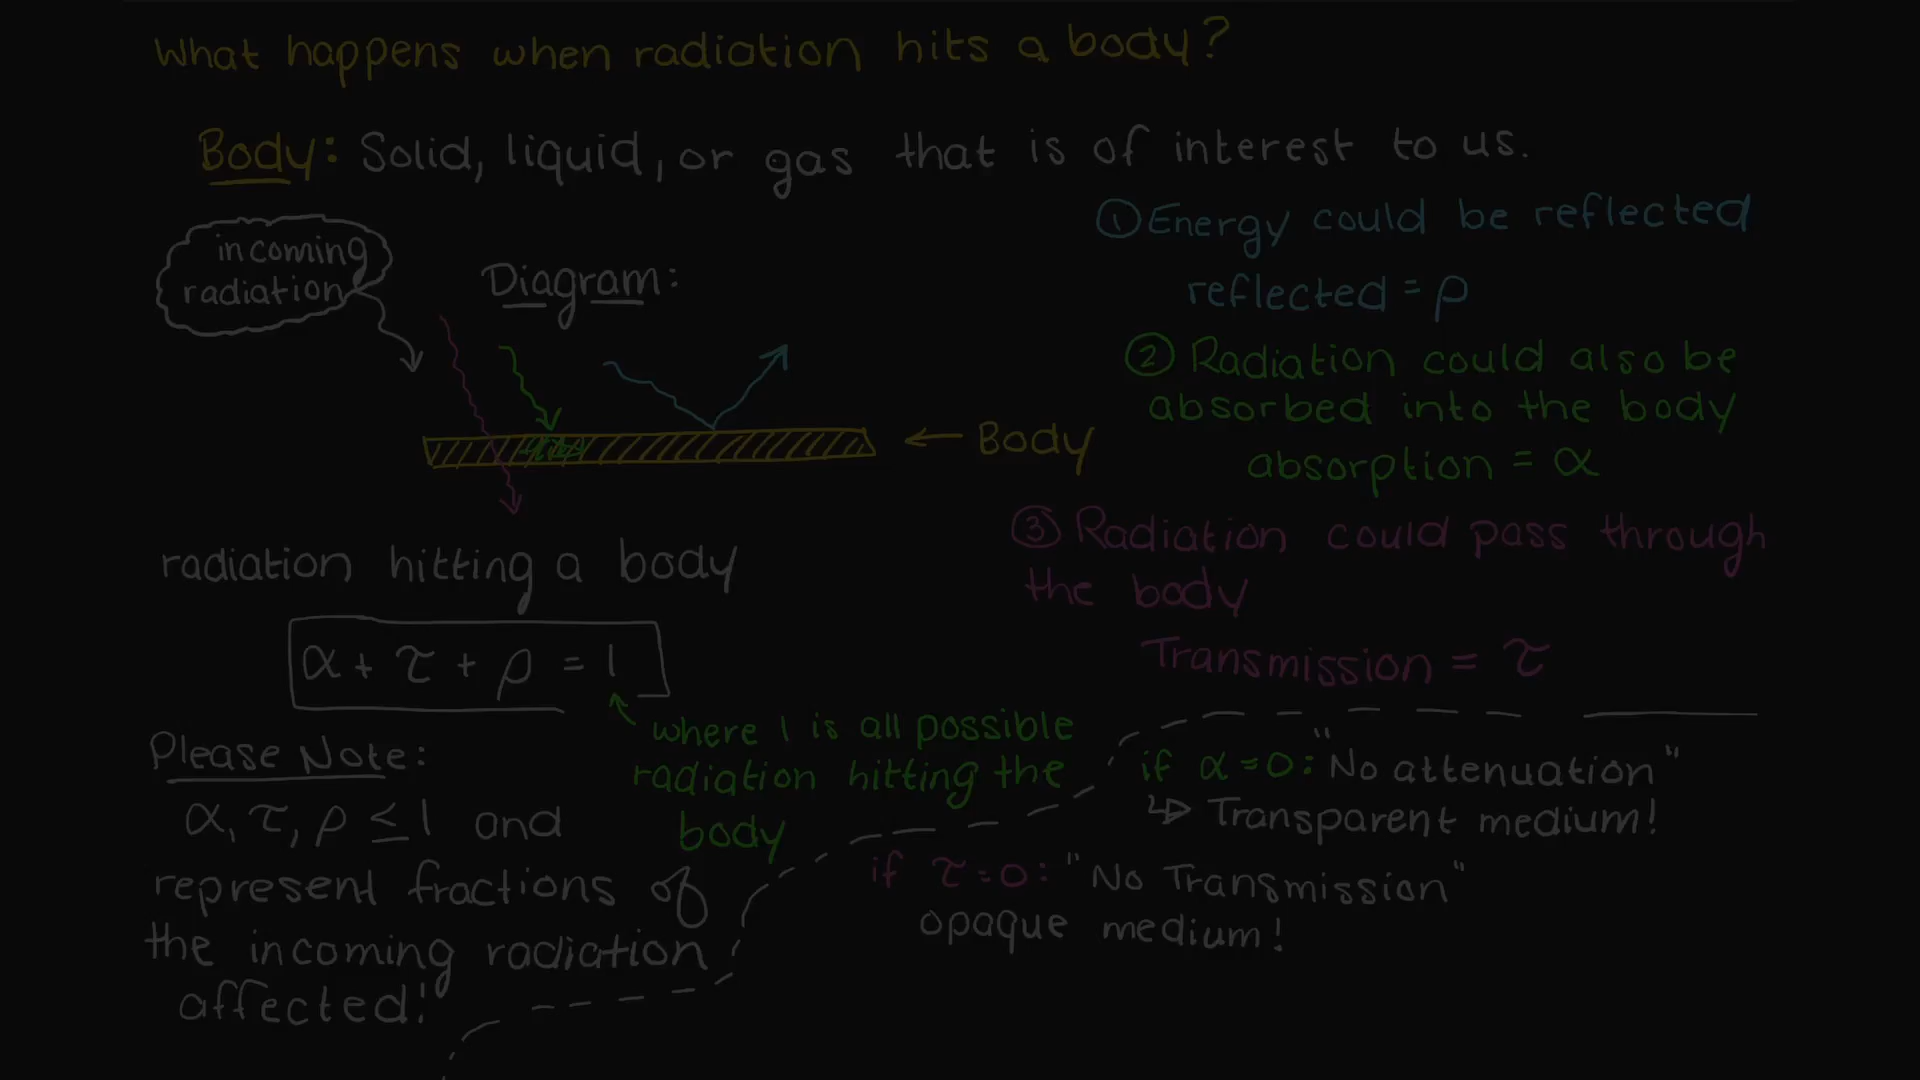 What happens when radiation hits a body?
Body: Solid, liquid, or gas that is of interest to us.
incoming
radiation
Diagram:
← Body
① Energy could be reflected
reflected = ρ
② Radiation could also be
absorbed into the body
absorption = α
③ Radiation could pass through
the body
Transmission = τ
radiation hitting a body
α + τ + ρ = 1
where 1 is all possible
radiation hitting the
body
Please Note:
α, τ, ρ ≤ 1 and
represent fractions of
the incoming radiation
affected!
if α = 0: "No attenuation"
↳ Transparent medium!
if τ = 0: "No Transmission"
opaque medium!